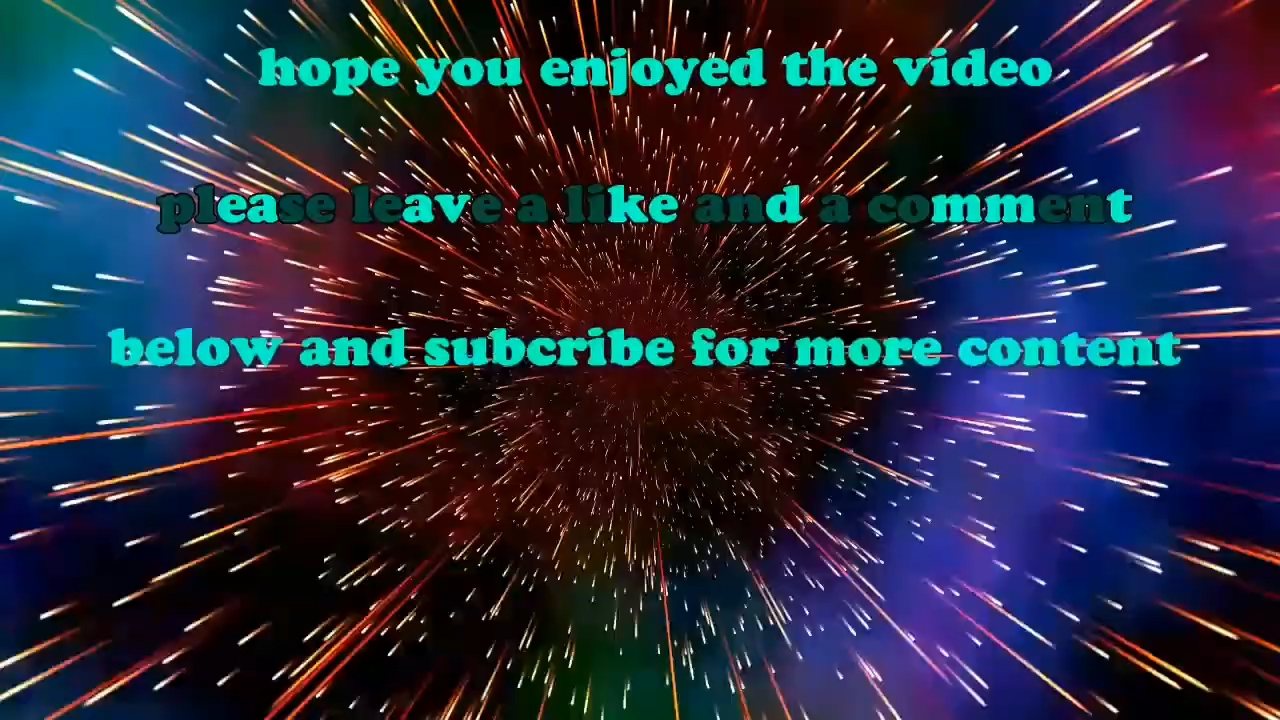 hope you enjoyed the video
please leave a like and a comment
below and subcribe for more content